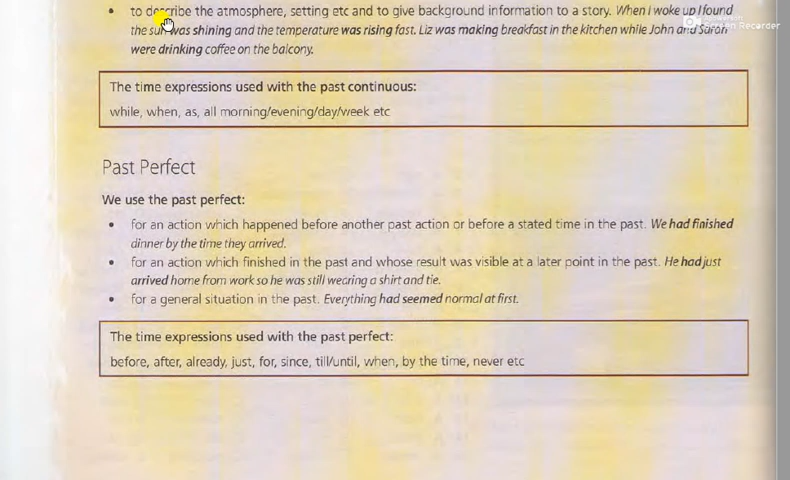 • to describe the atmosphere, setting etc and to give background information to a story. When I woke up I found
the sun was shining and the temperature was rising fast. Liz was making breakfast in the kitchen while John and Sarah
were drinking coffee on the balcony.
Screen Recorder
The time expressions used with the past continuous:
while, when, as, all morning/evening/day/week etc
Past Perfect
We use the past perfect:
• for an action which happened before another past action or before a stated time in the past. We had finished
dinner by the time they arrived.
• for an action which finished in the past and whose result was visible at a later point in the past. He had just
arrived home from work so he was still wearing a shirt and tie.
• for a general situation in the past. Everything had seemed normal at first.
The time expressions used with the past perfect:
before, after, already, just, for, since, till/until, when, by the time, never etc